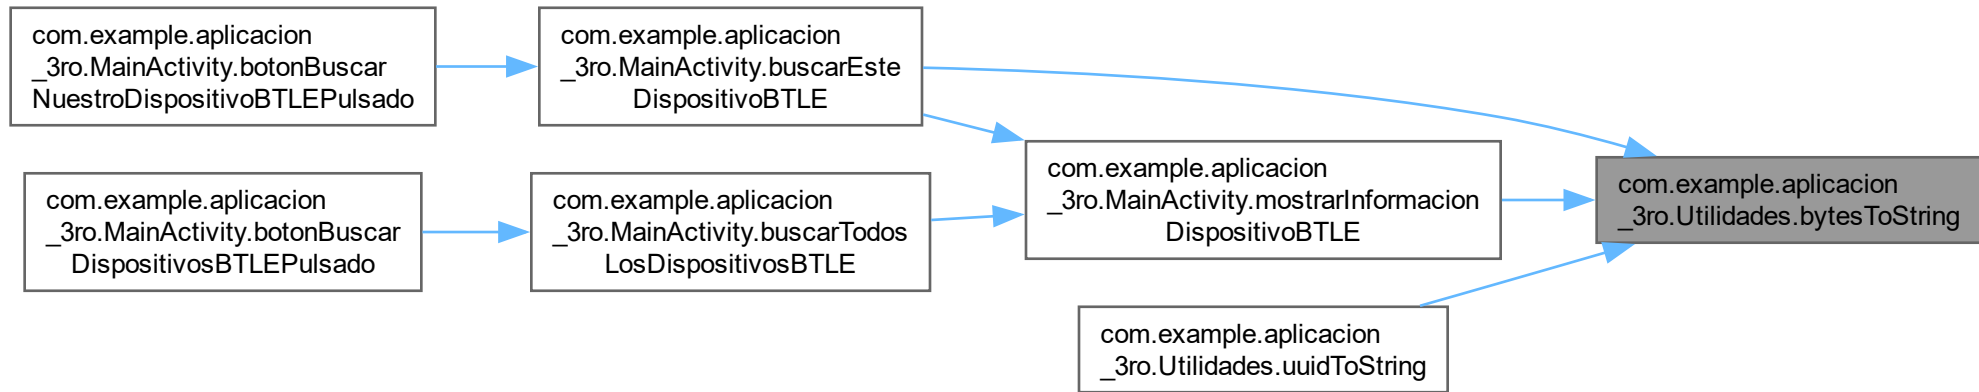 com.example.aplicacion
_3ro.MainActivity.botonBuscar
NuestroDispositivoBTLEPulsado
com.example.aplicacion
_3ro.MainActivity.buscarEste
DispositivoBTLE
com.example.aplicacion
_3ro.MainActivity.botonBuscar
DispositivosBTLEPulsado
com.example.aplicacion
_3ro.MainActivity.buscarTodos
LosDispositivosBTLE
com.example.aplicacion
_3ro.MainActivity.mostrarInformacion
DispositivoBTLE
com.example.aplicacion
_3ro.Utilidades.bytesToString
com.example.aplicacion
_3ro.Utilidades.uuidToString